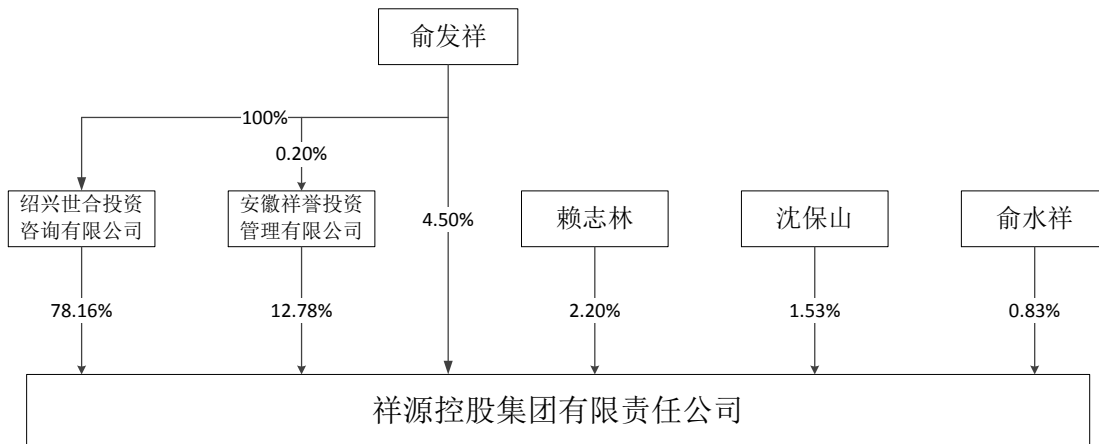 俞发祥
100%
0.20%
绍兴世合投资
咨询有限公司
安徽祥誉投资
管理有限公司
4.50%
赖志林
沈保山
俞水祥
78.16%
12.78%
2.20%
1.53%
0.83%
祥源控股集团有限责任公司